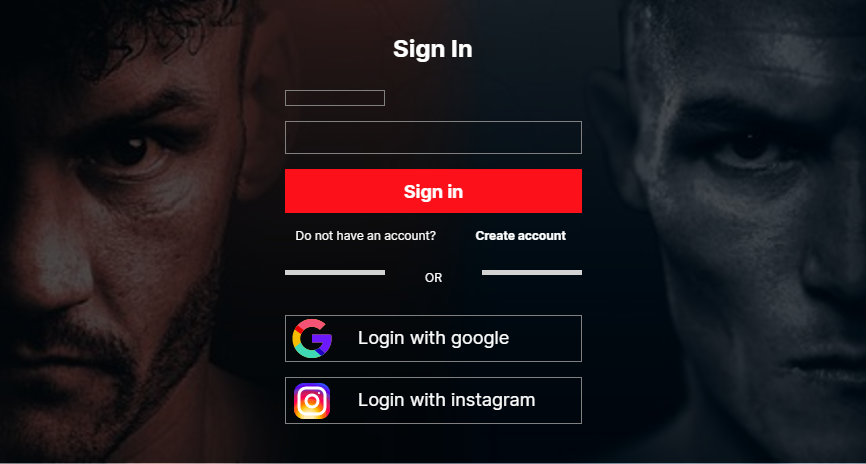 Sign In
Sign in
Do not have an account? Create account
OR
Login with google
Login with instagram